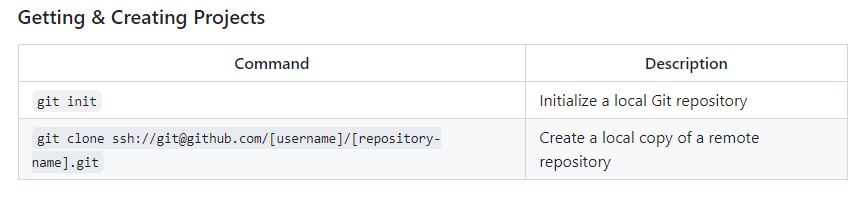 Getting & Creating Projects
Command
Description
git init
Initialize a local Git repository
git clone ssh://git@github.com/[username]/[repository-
name].git
Create a local copy of a remote
repository